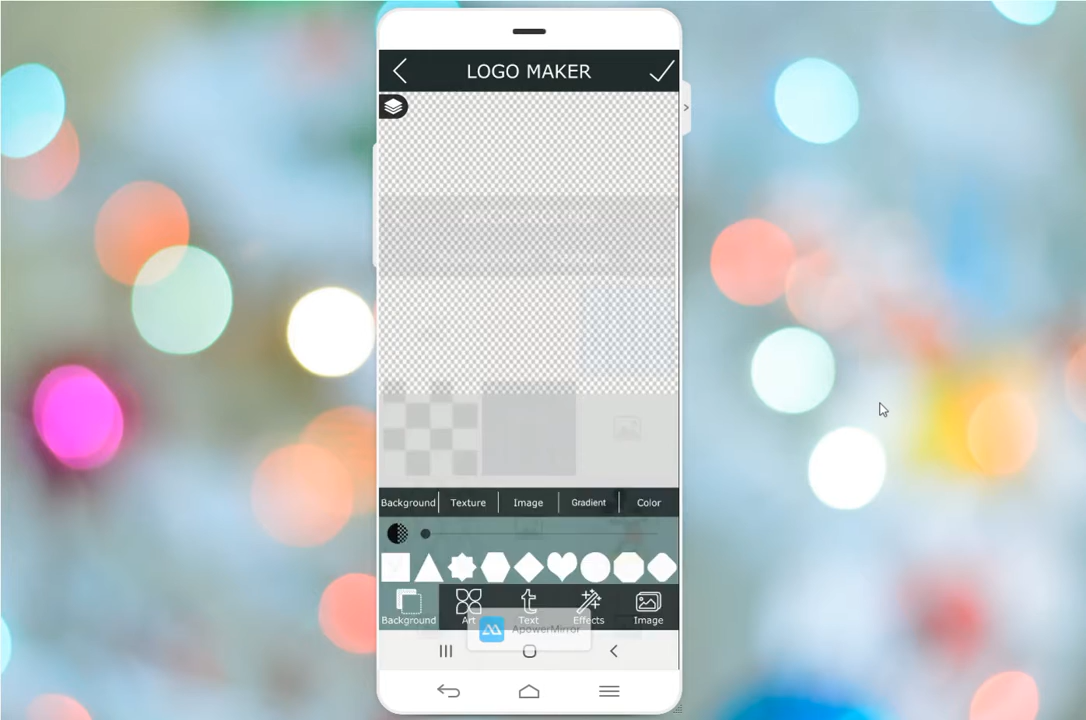 LOGO MAKER
Background
Texture
Image
Gradient
Color
Background
Art
Text
Effects
Image
ApowerMirror